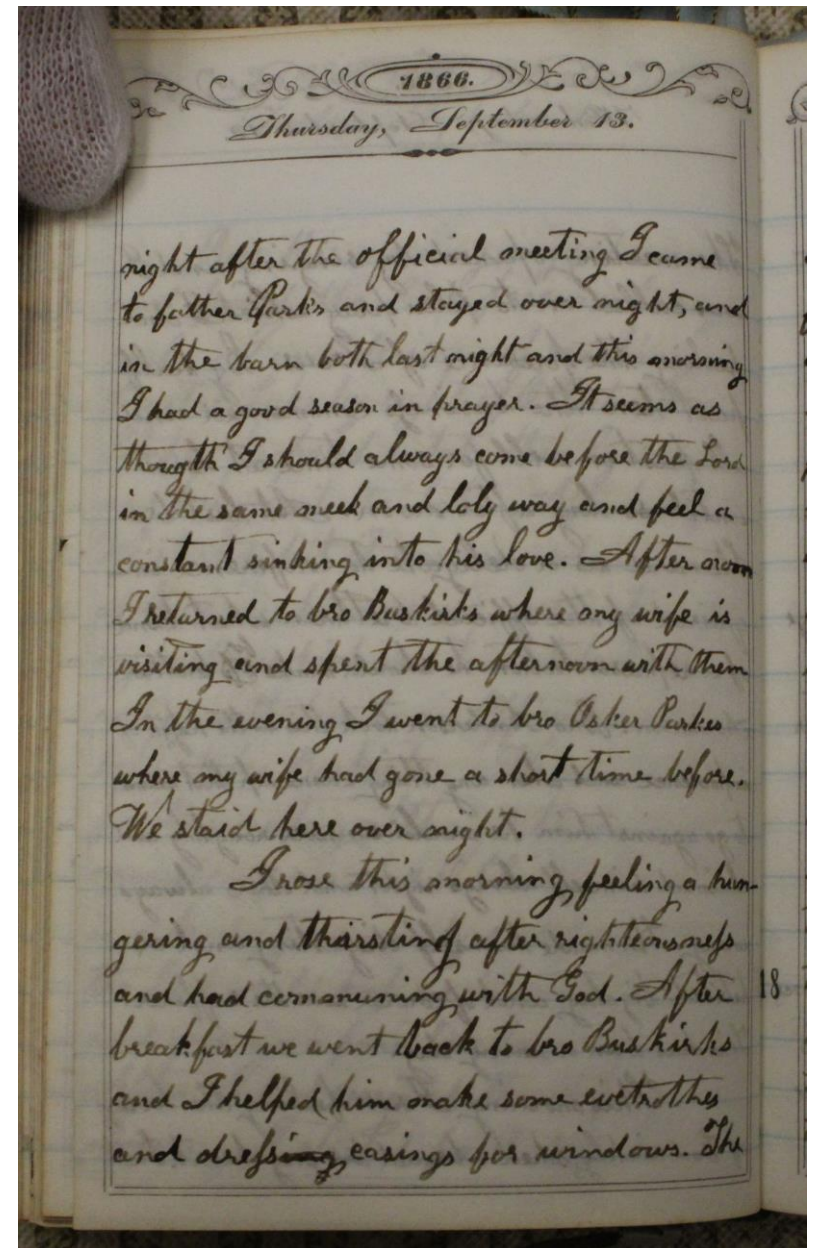 1866.
Thursday, September 13.
night after the official meeting I came
to father Parks and stayed over night, and
in the barn both last night and this morning
I had a good season in prayer. It seems as
thougth I should always come before the Lord
in the same meek and loly way and feel a
constant sinking into his love. After noon
I returned to bro Buskirks where my wife is
visiting and spent the afternoon with them
In the evening I went to bro Osker Parkes
where my wife had gone a short time before.
We staid here over night.
I rose this morning feeling a hun-
gering and thirsting after righteousness
and had communing with God. After
breakfast we went back to bro Buskirks
and I helped him make some
and dressing casings for windows. The
18